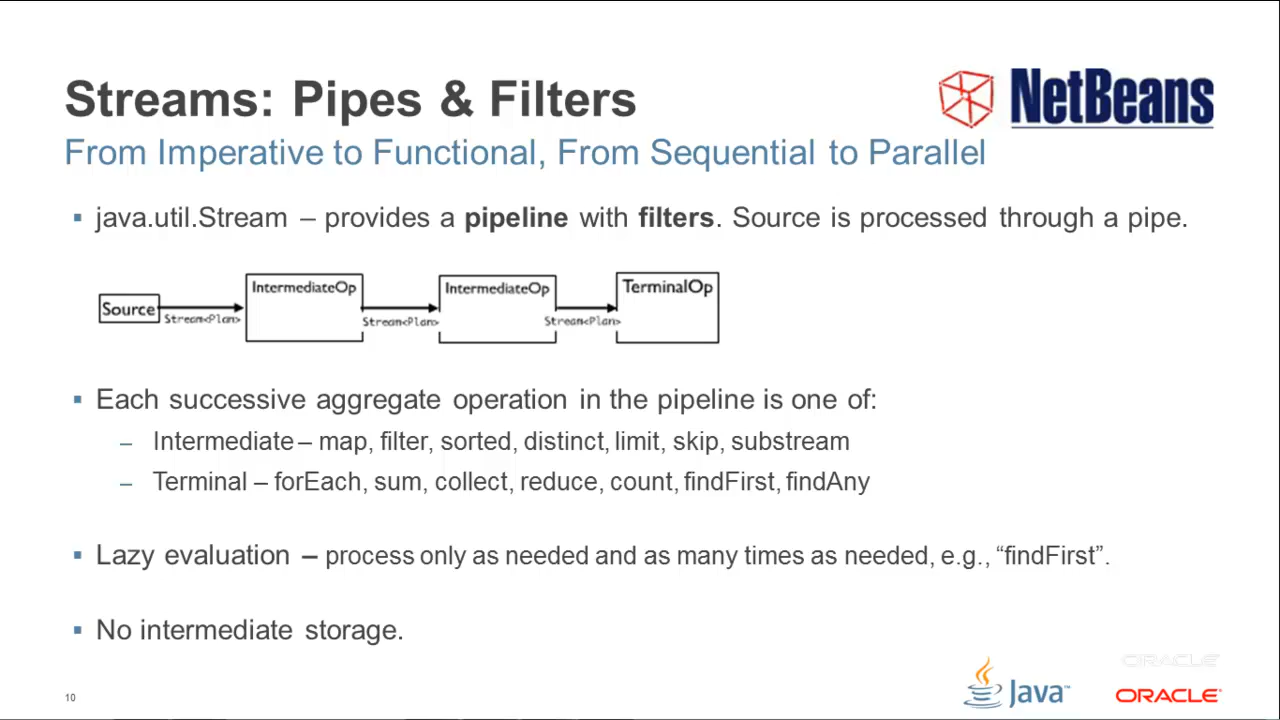 Streams: Pipes & Filters
NetBeans
From Imperative to Functional, From Sequential to Parallel
▪ java.util.Stream – provides a pipeline with filters. Source is processed through a pipe.
Source
Stream<Plan>
IntermediateOp
Stream<Plan>
IntermediateOp
Stream<Plan>
TerminalOp
▪ Each successive aggregate operation in the pipeline is one of:
– Intermediate – map, filter, sorted, distinct, limit, skip, substream
– Terminal – forEach, sum, collect, reduce, count, findFirst, findAny
▪ Lazy evaluation – process only as needed and as many times as needed, e.g., “findFirst”.
▪ No intermediate storage.
ORACLE
10
Java™
ORACLE